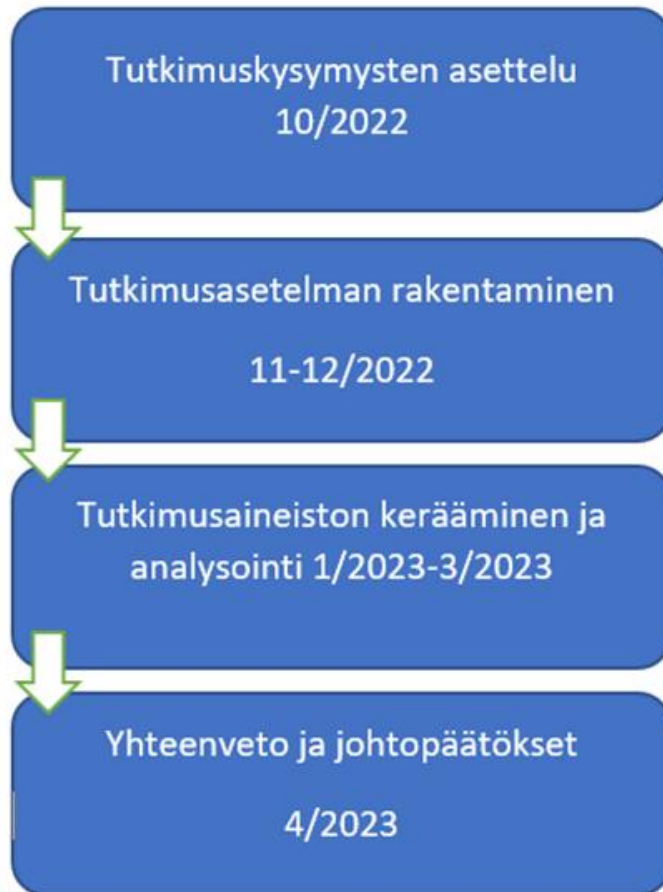 Tutkimuskysymysten asettelu
10/2022
Tutkimusasetelman rakentaminen
11-12/2022
Tutkimusaineiston kerääminen ja
analysointi 1/2023-3/2023
Yhteenveto ja johtopäätökset
4/2023